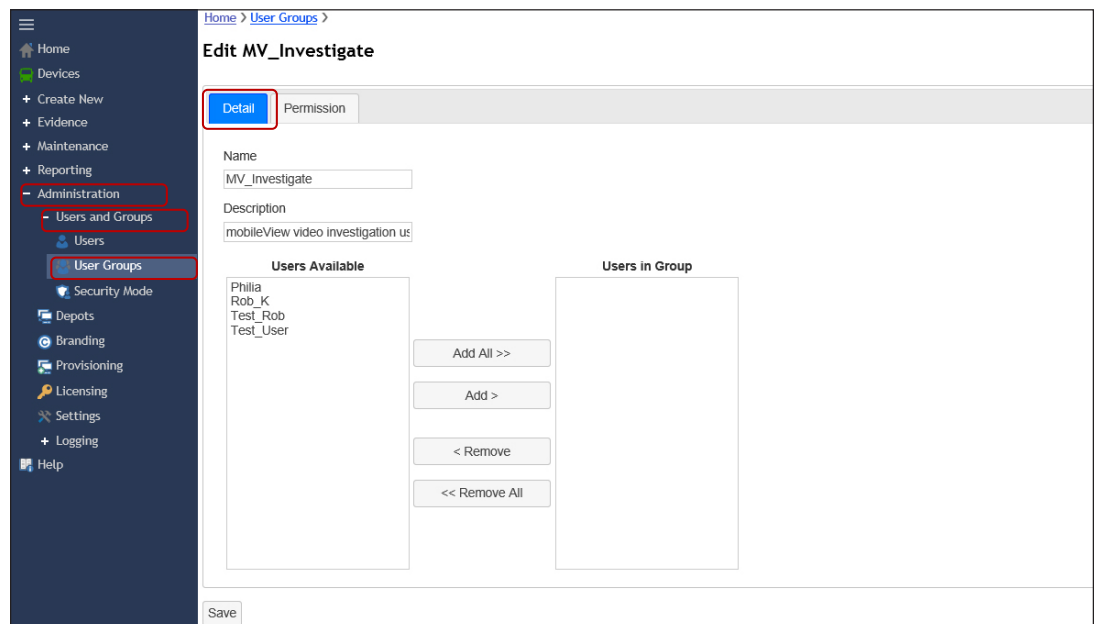 Home > User Groups >
Edit MV_Investigate
Home
Devices
+ Create New
+ Evidence
+ Maintenance
+ Reporting
- Administration
- Users and Groups
Users
User Groups
Security Mode
Depots
Branding
Provisioning
Licensing
Settings
+ Logging
Help
Detail Permission
Name
MV_Investigate
Description
mobileView video investigation us
Users Available
Philia
Rob_K
Test_Rob
Test_User
Add All >>
Add >
< Remove
<< Remove All
Users in Group
Save